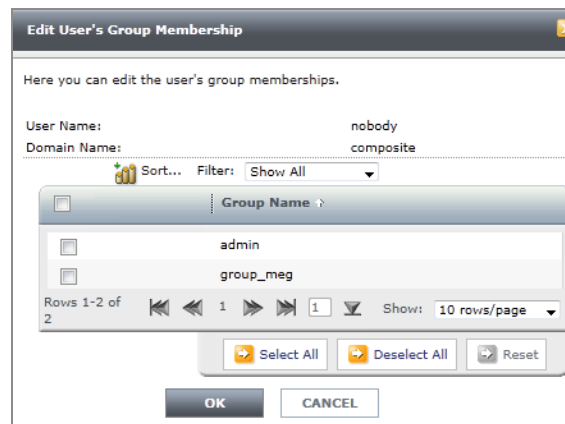 Edit User's Group Membership
Here you can edit the user's group memberships.
User Name: nobody
Domain Name: composite
Sort... Filter: Show All
Group Name
admin
group_meg
Rows 1-2 of 2 1 1 Show: 10 rows/page
Select All Deselect All Reset
OK CANCEL